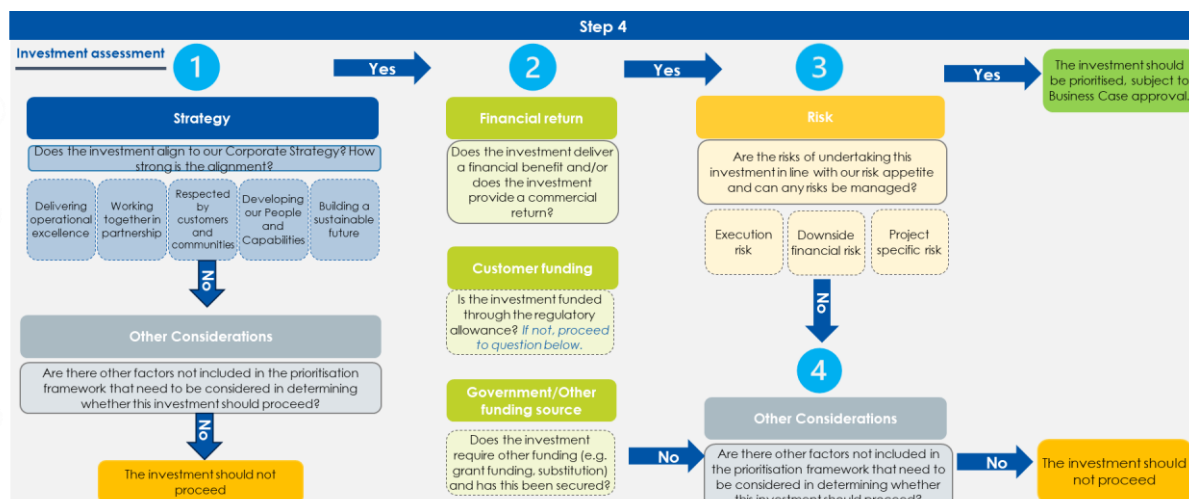 Step 4
Investment assessment
1
Yes
2
Yes
3
Yes
The investment should
be prioritised, subject to
Business Case approval.
Strategy
Does the investment align to our Corporate Strategy? How
strong is the alignment?
Delivering
operational
excellence
Working
together in
partnership
Respected
by
customers
and
communities
Developing
our People
and
Capabilities
Building a
sustainable
future
No
Other Considerations
Are there other factors not included in the prioritisation
framework that need to be considered in determining
whether this investment should proceed?
No
The investment should not
proceed
Financial return
Does the investment deliver
a financial benefit and/or
does the investment
provide a commercial
return?
Customer funding
Is the investment funded
through the regulatory
allowance? If not, proceed
to question below.
Government/Other
funding source
Does the investment
require other funding (e.g.
grant funding, substitution)
and has this been secured?
No
Risk
Are the risks of undertaking this
investment in line with our risk appetite
and can any risks be managed?
Execution
risk
Downside
financial risk
Project
specific risk
No
4
Other Considerations
Are there other factors not included in
the prioritisation framework that need to
be considered in determining whether
this investment should proceed?
No
The investment should
not proceed